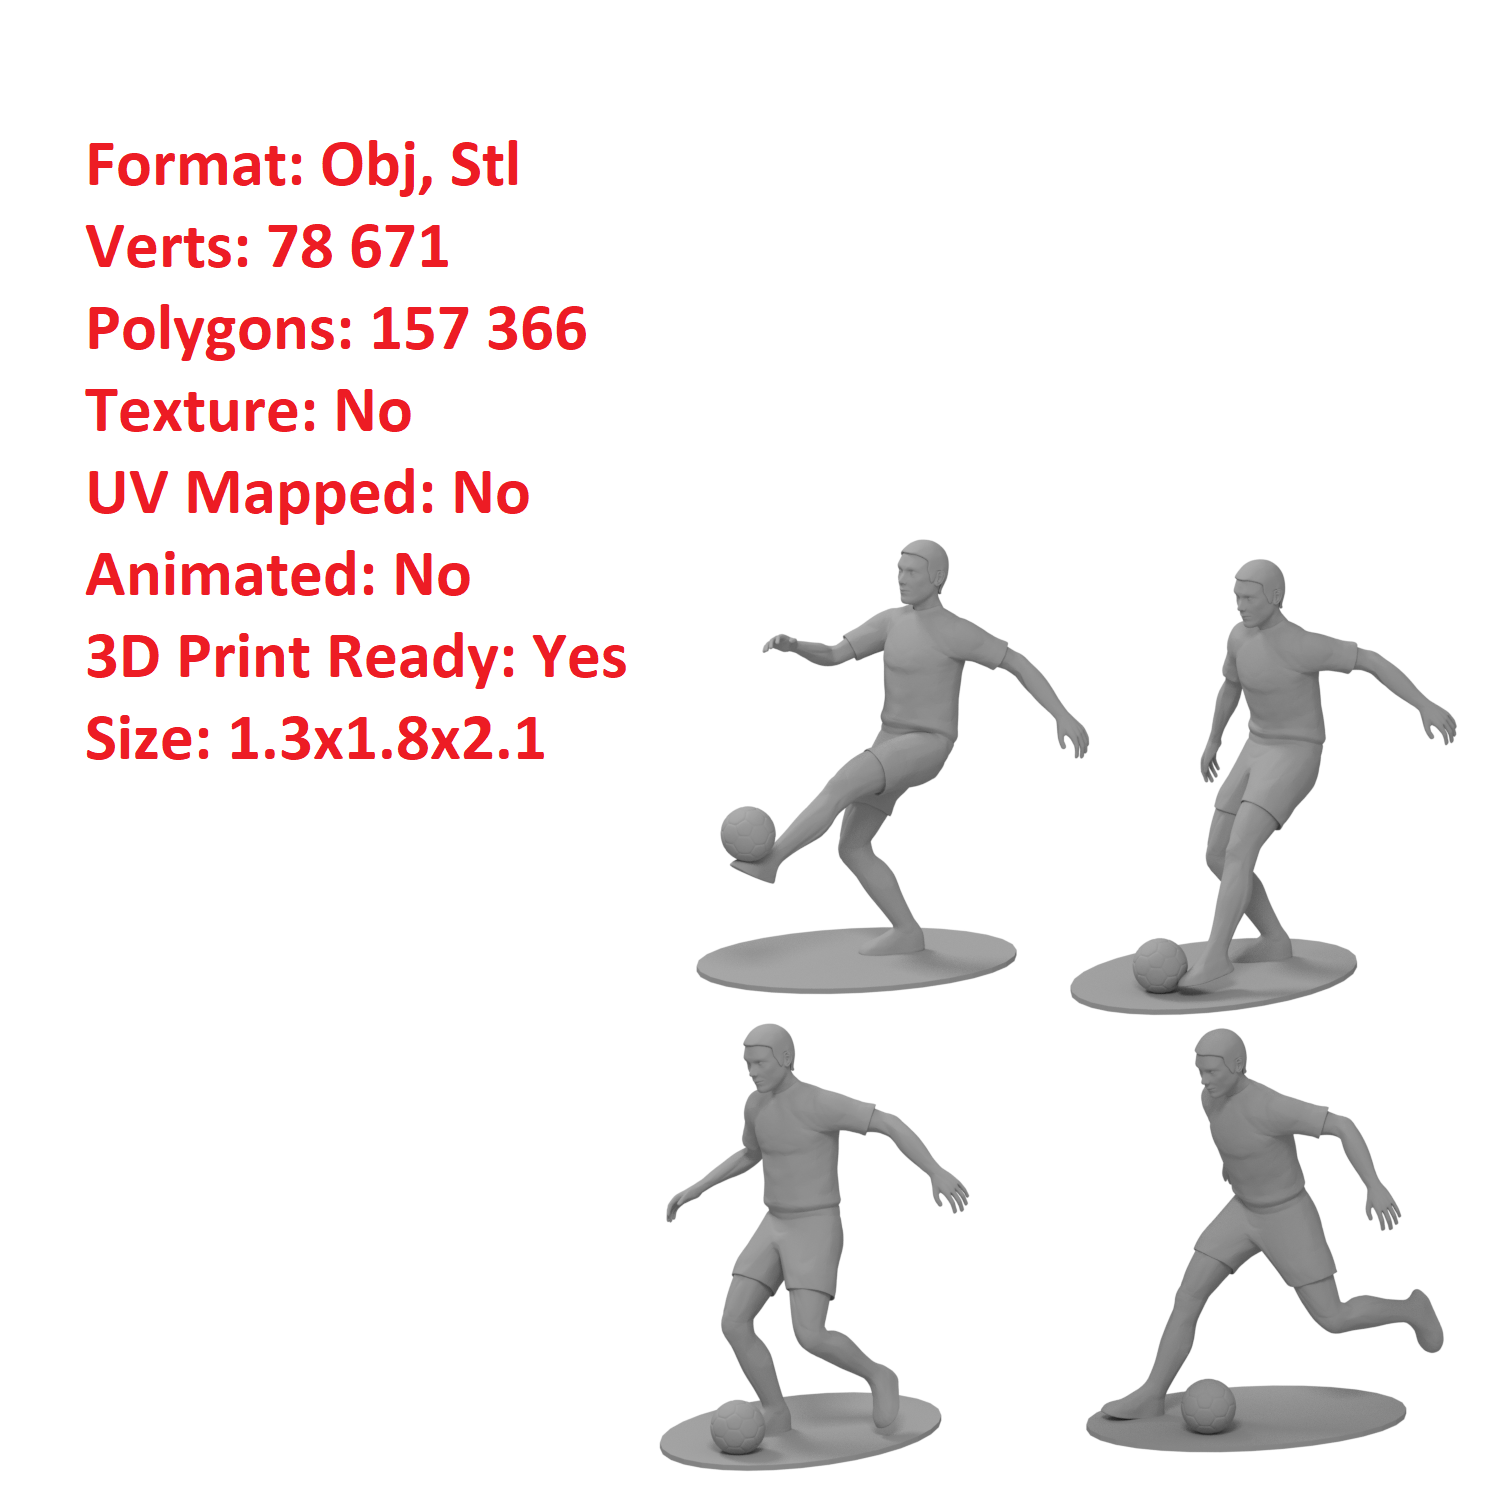 Format: Obj, Stl
Verts: 78 671
Polygons: 157 366
Texture: No
UV Mapped: No
Animated: No
3D Print Ready: Yes
Size: 1.3x1.8x2.1